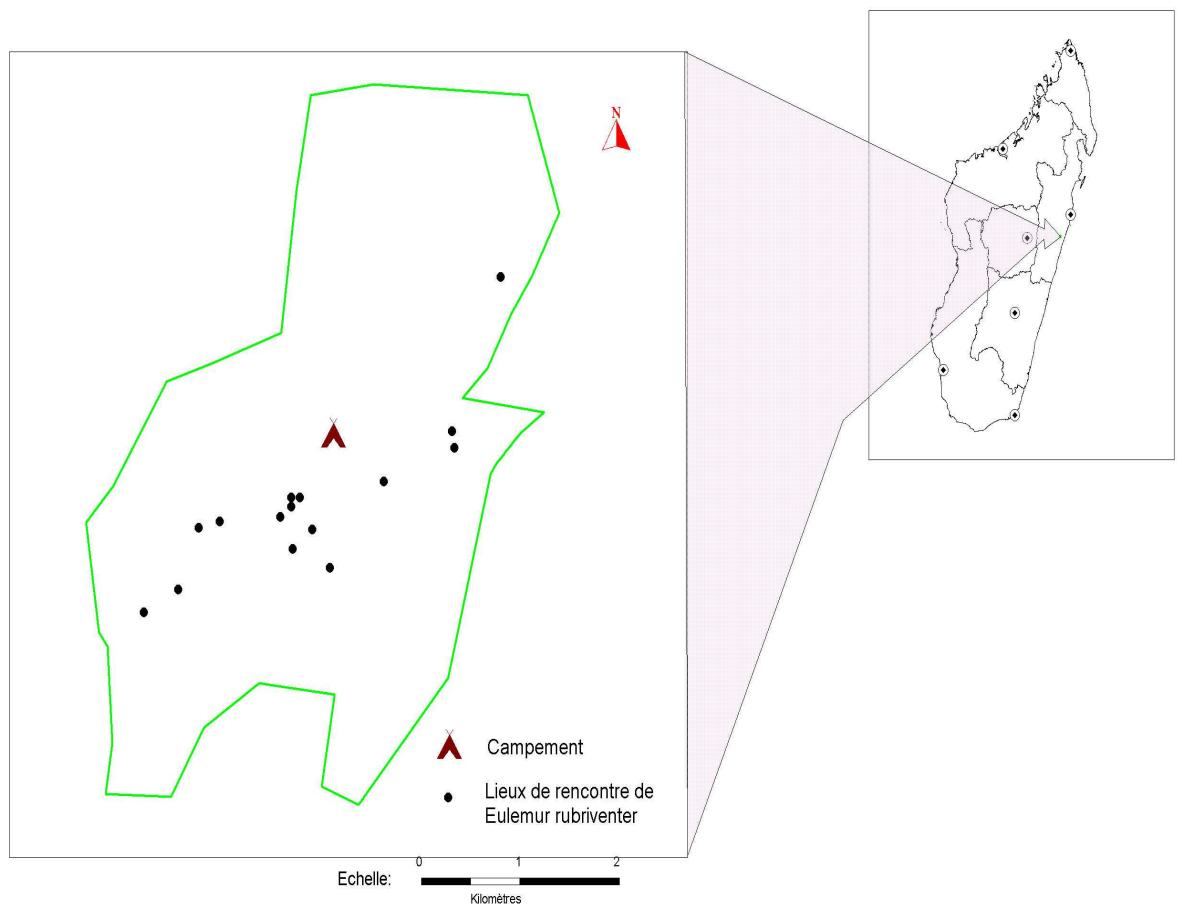 N
Campement
Lieux de rencontre de
Eulemur rubriventer
0 1 2
Echelle:
Kilomètres